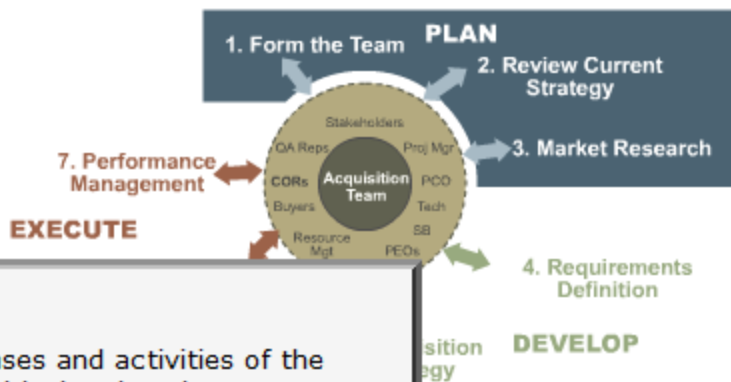 PLAN
1. Form the Team
2. Review Current
Strategy
3. Market Research
Stakeholders
QA Reps
Proj Mgr
CORs
Acquisition
Team
PCO
Buyers
Tech
SB
Resource
Mgt
PEOs
7. Performance
Management
EXECUTE
4. Requirements
Definition
DEVELOP
and activities of the